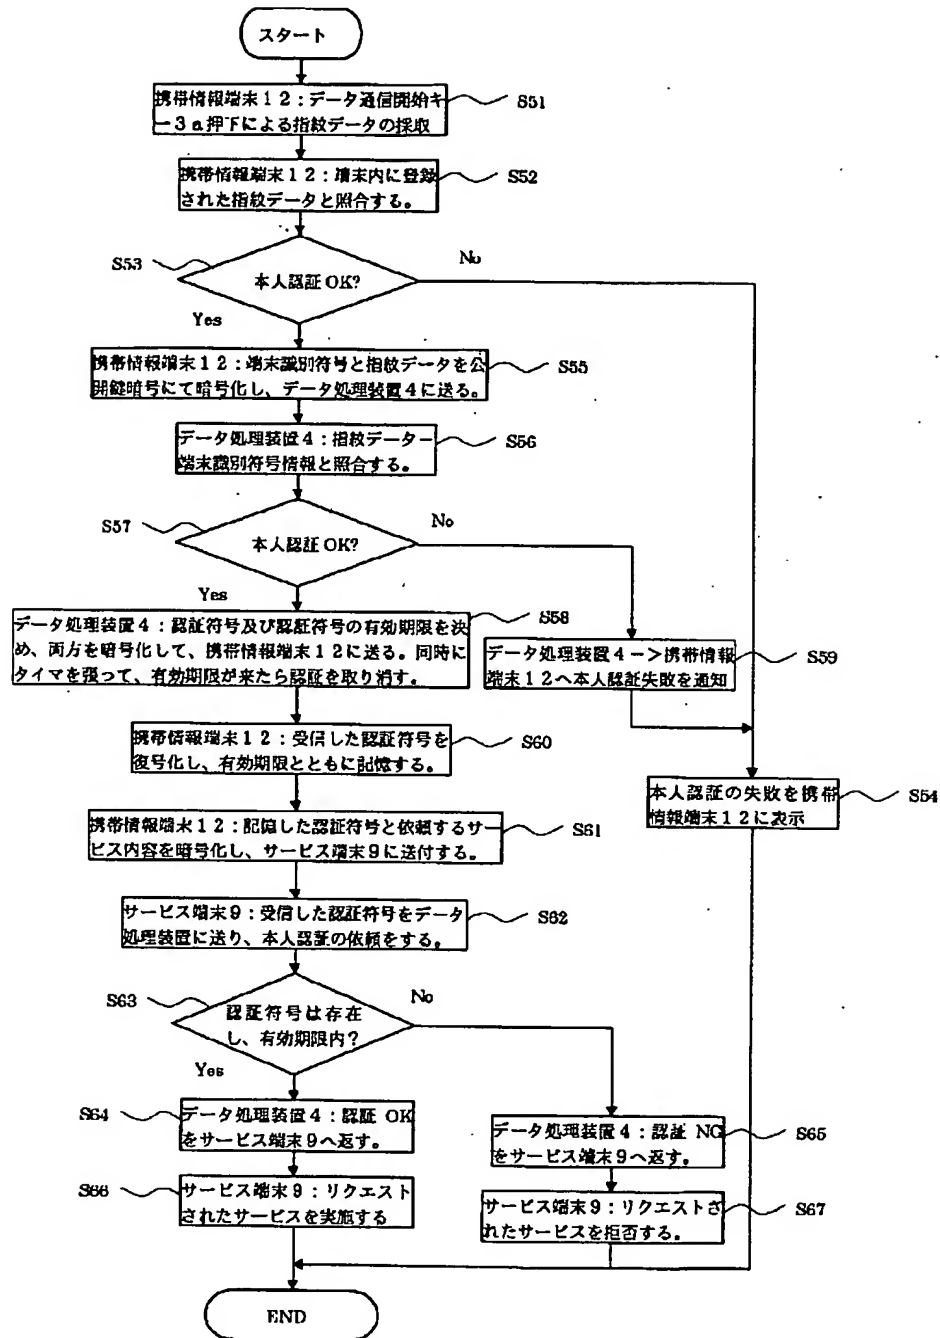 スタート
携帯情報端末12:データ通信開始キ
ー3a押下による指紋データの採取
S51
携帯情報端末12:端末内に登録
された指紋データと照合する。
S52
S53
本人認証OK?
No
Yes
携帯情報端末12:端末識別符号と指紋データを公
開鍵暗号にて暗号化し、データ処理装置4に送る。
S55
データ処理装置4:指紋データー
端末識別符号情報と照合する。
S56
S57
本人認証OK?
No
Yes
データ処理装置4:認証符号及び認証符号の有効期限を決
め、両方を暗号化して、携帯情報端末12に送る。同時に
タイマを張って、有効期限が来たら認証を取り消す。
S58
データ処理装置4->携帯情報
端末12へ本人認証失敗を通知
S59
携帯情報端末12:受信した認証符号を
復号化し、有効期限とともに記憶する。
S60
本人認証の失敗を携帯
情報端末12に表示
S54
携帯情報端末12:記憶した認証符号と依頼するサー
ビス内容を暗号化し、サービス端末9に送付する。
S61
サービス端末9:受信した認証符号をデータ
処理装置に送り、本人認証の依頼をする。
S62
S63
認証符号は存在
し、有効期限内?
No
Yes
S64
データ処理装置4:認証 OK
をサービス端末9へ返す。
データ処理装置4:認証 NG
をサービス端末9へ返す。
S65
S66
サービス端末9:リクエスト
されたサービスを実施する
サービス端末9:リクエストさ
れたサービスを拒否する。
S67
END